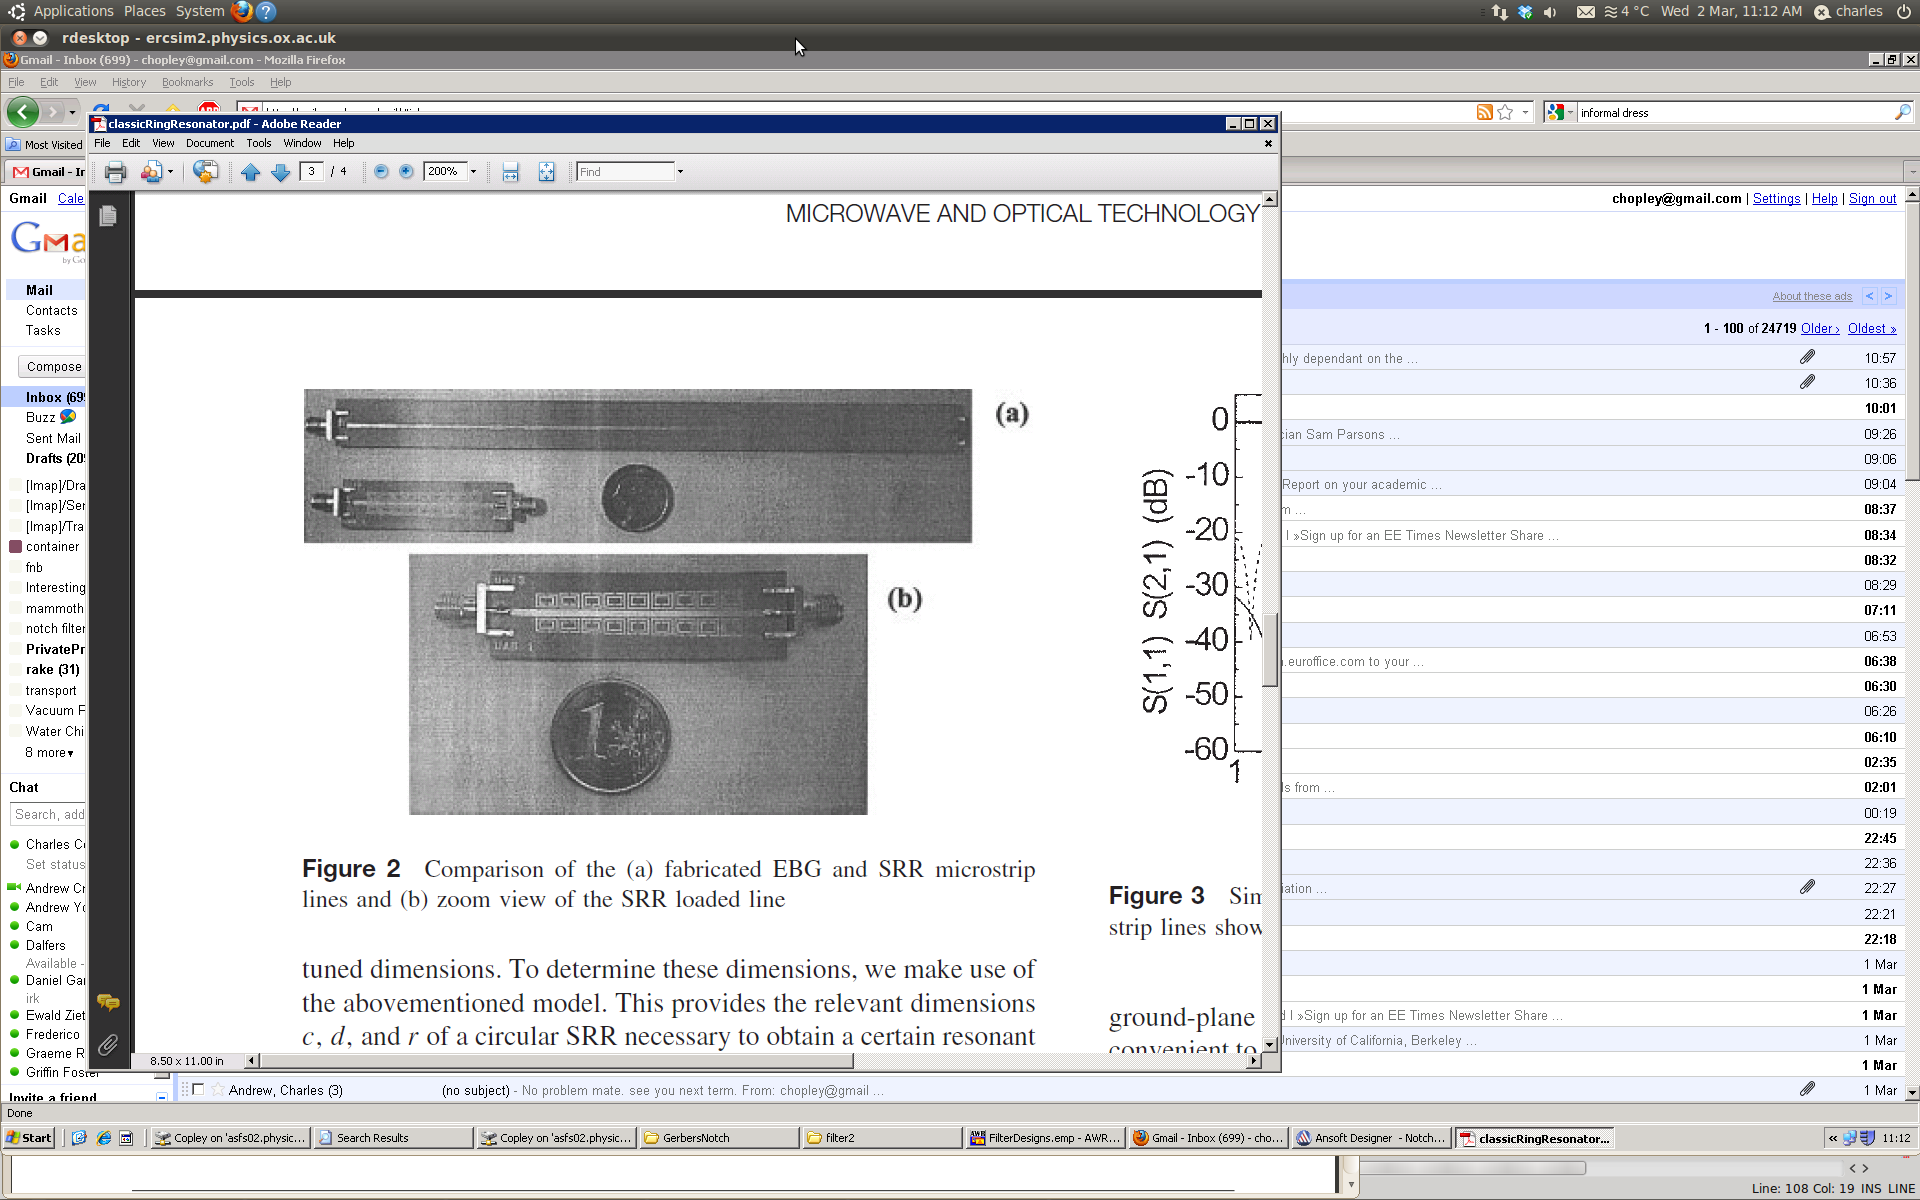 Applications Places System
4 °C Wed 2 Mar, 11:12 AM charles
rdesktop - ercsim2.physics.ox.ac.uk
Gmail - Inbox (699) - chopley@gmail.com - Mozilla Firefox
File Edit View History Bookmarks Tools Help
informal dress
Most Visited
classicRingResonator.pdf - Adobe Reader
File Edit View Document Tools Window Help
3 / 4 200% Find
Gmail - Ir
Gmail Cale
chopley@gmail.com | Settings | Help | Sign out
MICROWAVE AND OPTICAL TECHNOLOGY
Mail
Contacts
Tasks
Compose
Inbox (699
Buzz
Sent Mail
Drafts (20
[Imap]/Dra
[Imap]/Ser
[Imap]/Tra
container
fnb
Interesting
mammoth
notch filter
PrivatePr
rake (31)
transport
Vacuum F
Water Chi
8 more▾
Chat
Search, add
Charles C
Set status
Andrew Cr
Andrew Yo
Cam
Dalfers
Available -
Daniel Gar
irk
Ewald Ziet
Frederico
Graeme R
Griffin Foster
Invite a friend
(a)
(b)
1
Figure 2 Comparison of the (a) fabricated EBG and SRR microstrip
lines and (b) zoom view of the SRR loaded line
tuned dimensions. To determine these dimensions, we make use of
the abovementioned model. This provides the relevant dimensions
c, d, and r of a circular SRR necessary to obtain a certain resonant
S(1,1) S(2,1) (dB)
0
-10
-20
-30
-40
-50
-60
1
Figure 3 Sim
strip lines show
ground-plane
convenient to
8.50 x 11.00 in
About these ads < >
1 - 100 of 24719 Older › Oldest »
hly dependant on the ... 10:57
10:36
10:01
cian Sam Parsons ... 09:26
09:06
Report on your academic ... 09:04
m ... 08:37
l »Sign up for an EE Times Newsletter Share ... 08:34
08:32
08:29
07:11
06:53
.euroffice.com to your ... 06:38
06:30
06:26
06:10
02:35
ls from ... 02:01
00:19
22:45
22:36
iation ... 22:27
22:21
22:18
1 Mar
1 Mar
d l »Sign up for an EE Times Newsletter Share ... 1 Mar
University of California, Berkeley ... 1 Mar
1 Mar
Andrew, Charles (3) (no subject) - No problem mate. see you next term. From: chopley@gmail ... 1 Mar
Done
Start Copley on 'asfs02.physic... Search Results Copley on 'asfs02.physic... GerbersNotch filter2 FilterDesigns.emp - AWR... Gmail - Inbox (699) - cho... Ansoft Designer - Notch... classicRingResonator... « 11:12
Line: 108 Col: 19 INS LINE